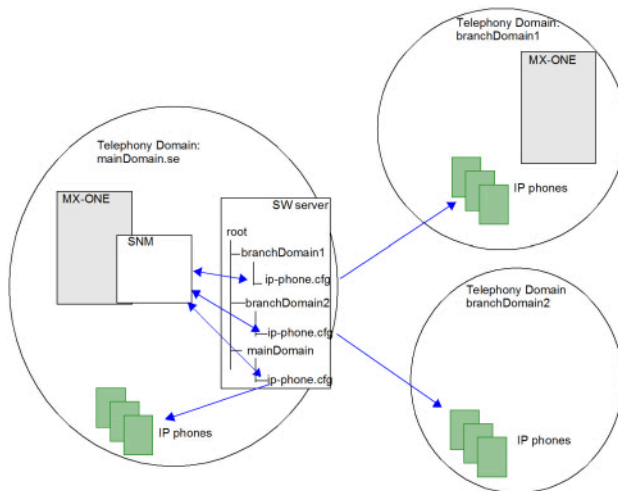 Telephony Domain:
branchDomain1
MX-ONE
IP phones
Telephony Domain:
mainDomain.se
MX-ONE
SNM
SW server
root
branchDomain1
ip-phone.cfg
branchDomain2
ip-phone.cfg
mainDomain
ip-phone.cfg
IP phones
Telephony Domain
branchDomain2
IP phones